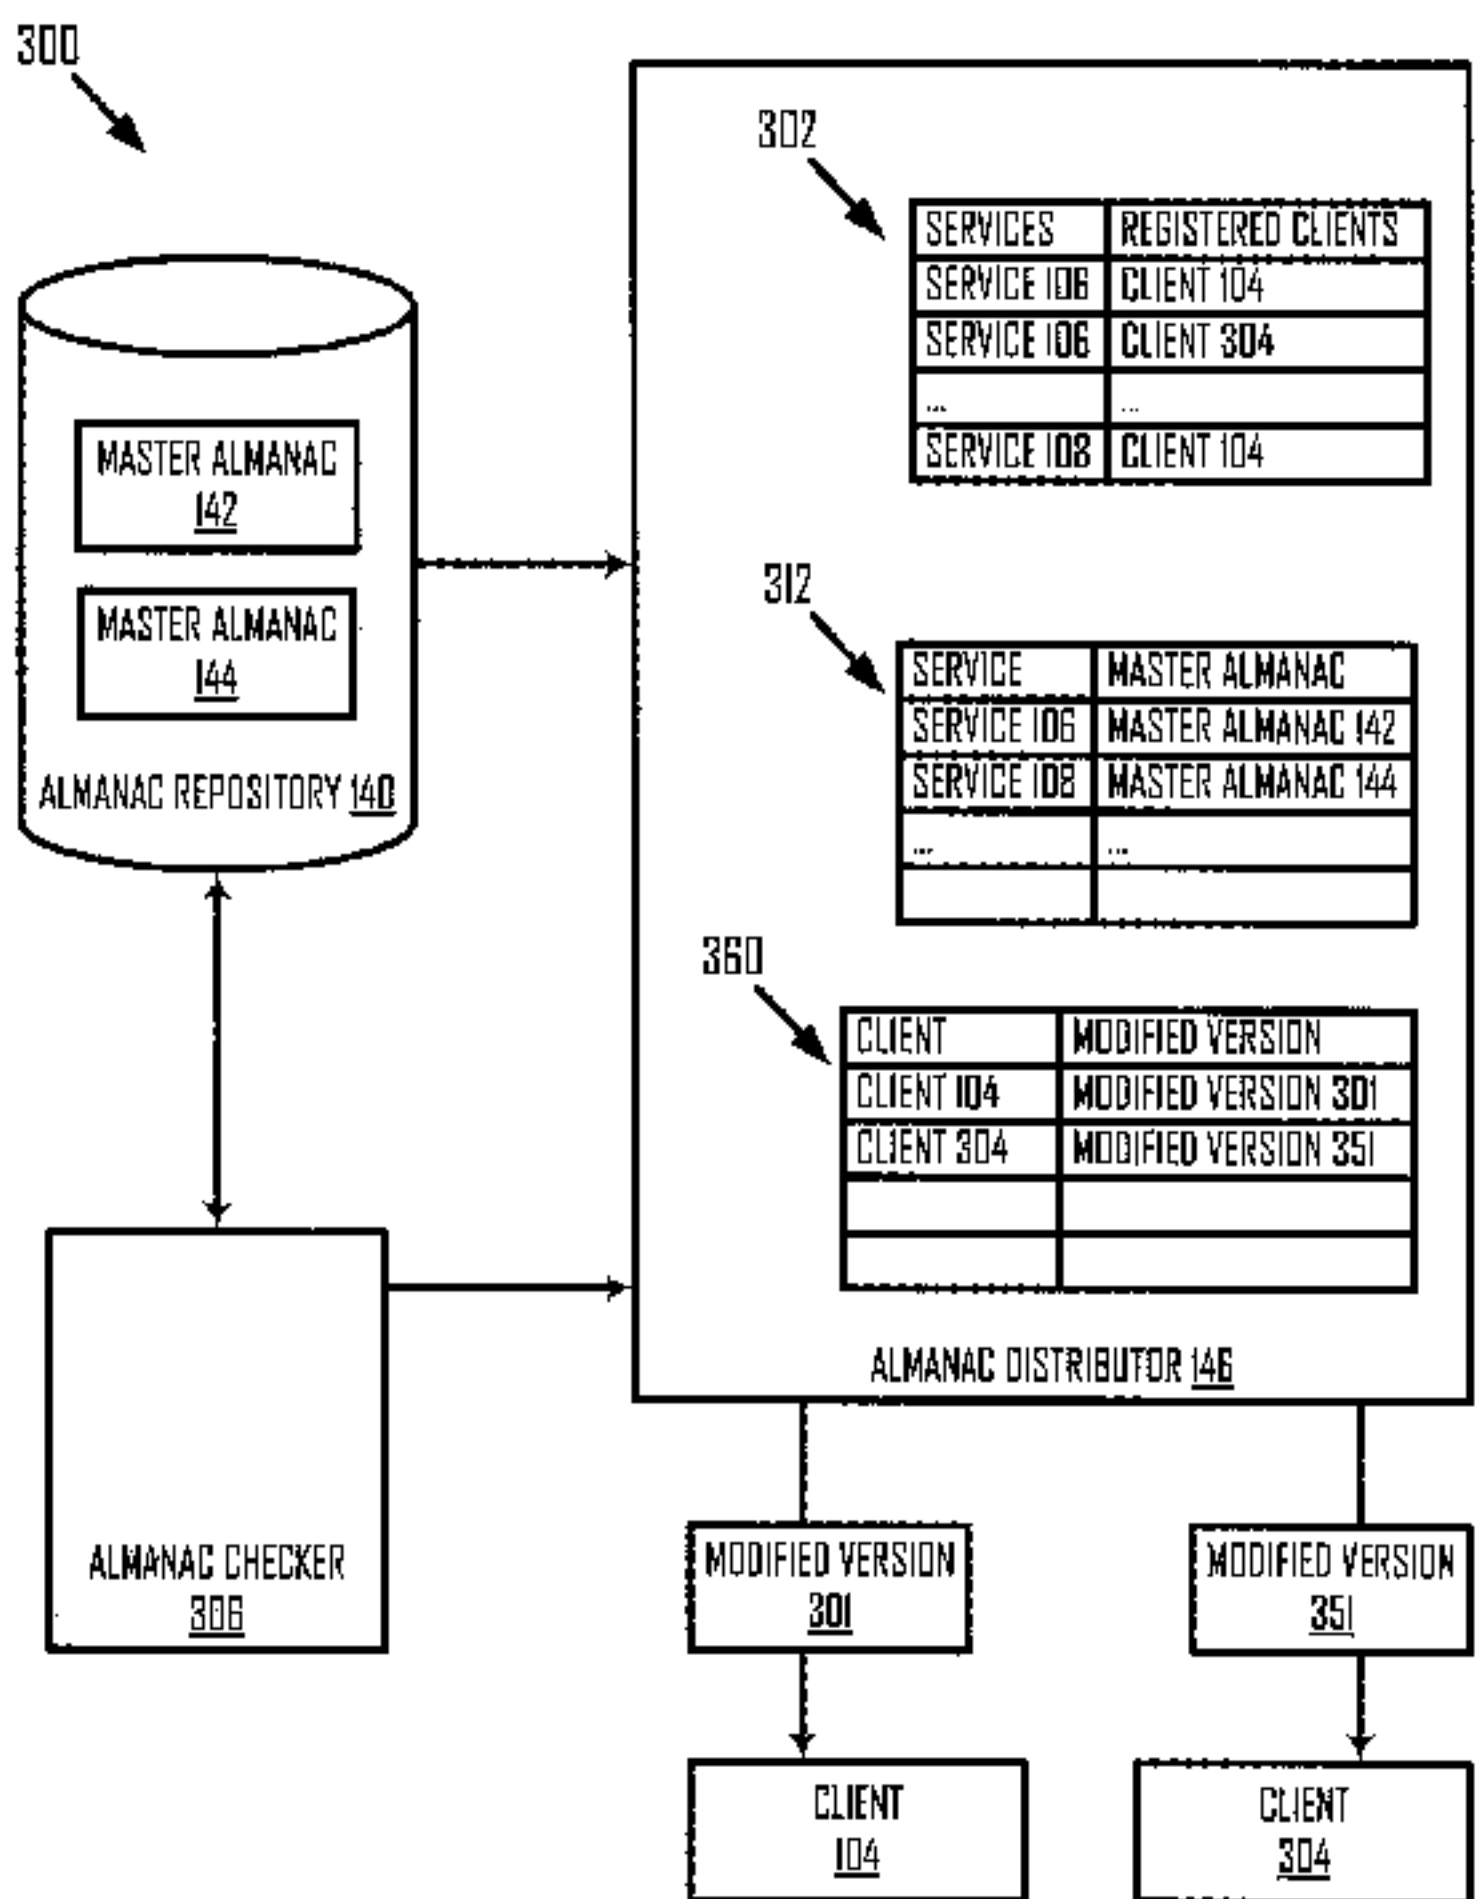 300
302
SERVICES REGISTERED CLIENTS
SERVICE 106 CLIENT 104
SERVICE 106 CLIENT 304
... ...
SERVICE 108 CLIENT 104
MASTER ALMANAC
142
MASTER ALMANAC
144
ALMANAC REPOSITORY 140
312
SERVICE MASTER ALMANAC
SERVICE 106 MASTER ALMANAC 142
SERVICE 108 MASTER ALMANAC 144
... ...
360
CLIENT MODIFIED VERSION
CLIENT 104 MODIFIED VERSION 301
CLIENT 304 MODIFIED VERSION 351
ALMANAC DISTRIBUTOR 146
ALMANAC CHECKER
306
MODIFIED VERSION
301
MODIFIED VERSION
351
CLIENT
104
CLIENT
304